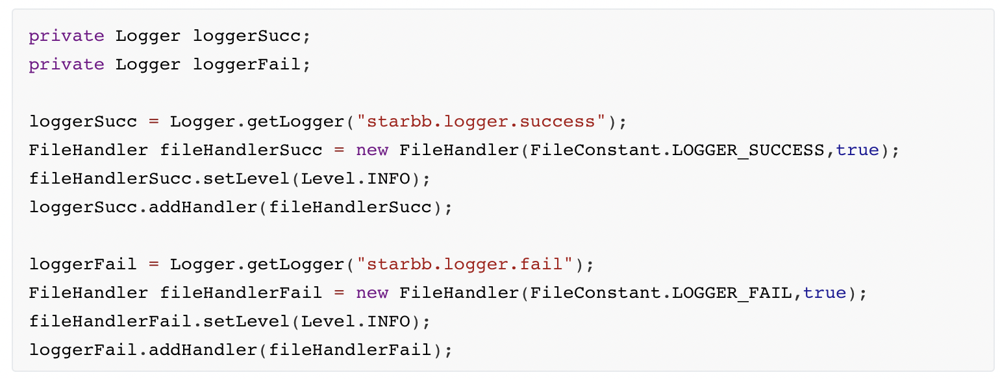 private Logger loggerSucc;
private Logger loggerFail;

loggerSucc = Logger.getLogger("starbb.logger.success");
FileHandler fileHandlerSucc = new FileHandler(FileConstant.LOGGER_SUCCESS,true);
fileHandlerSucc.setLevel(Level.INFO);
loggerSucc.addHandler(fileHandlerSucc);

loggerFail = Logger.getLogger("starbb.logger.fail");
FileHandler fileHandlerFail = new FileHandler(FileConstant.LOGGER_FAIL,true);
fileHandlerFail.setLevel(Level.INFO);
loggerFail.addHandler(fileHandlerFail);